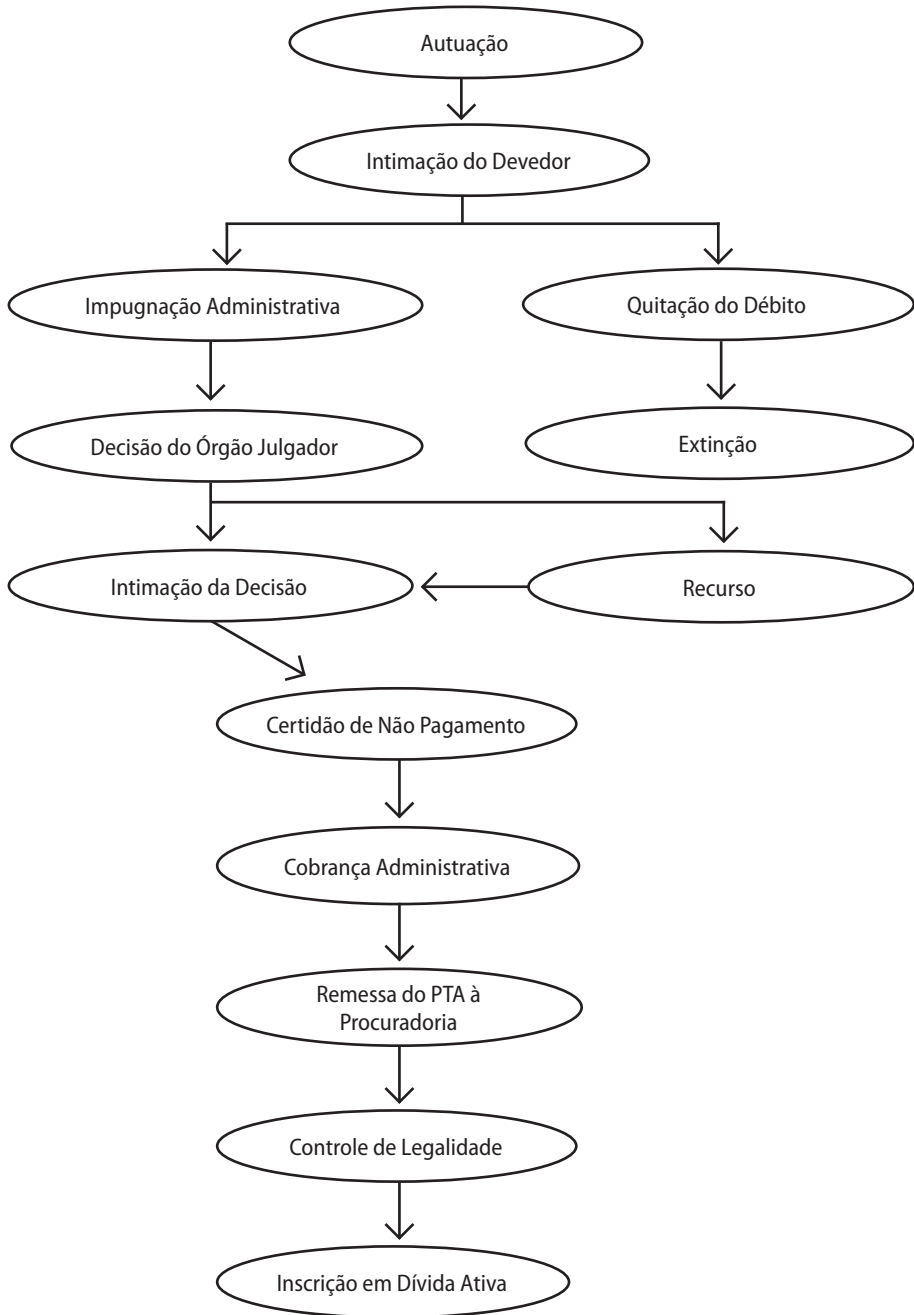 Autuação
Intimação do Devedor
Impugnação Administrativa
Quitação do Débito
Decisão do Órgão Julgador
Extinção
Intimação da Decisão
Recurso
Certidão de Não Pagamento
Cobrança Administrativa
Remessa do PTA à
Procuradoria
Controle de Legalidade
Inscrição em Dívida Ativa